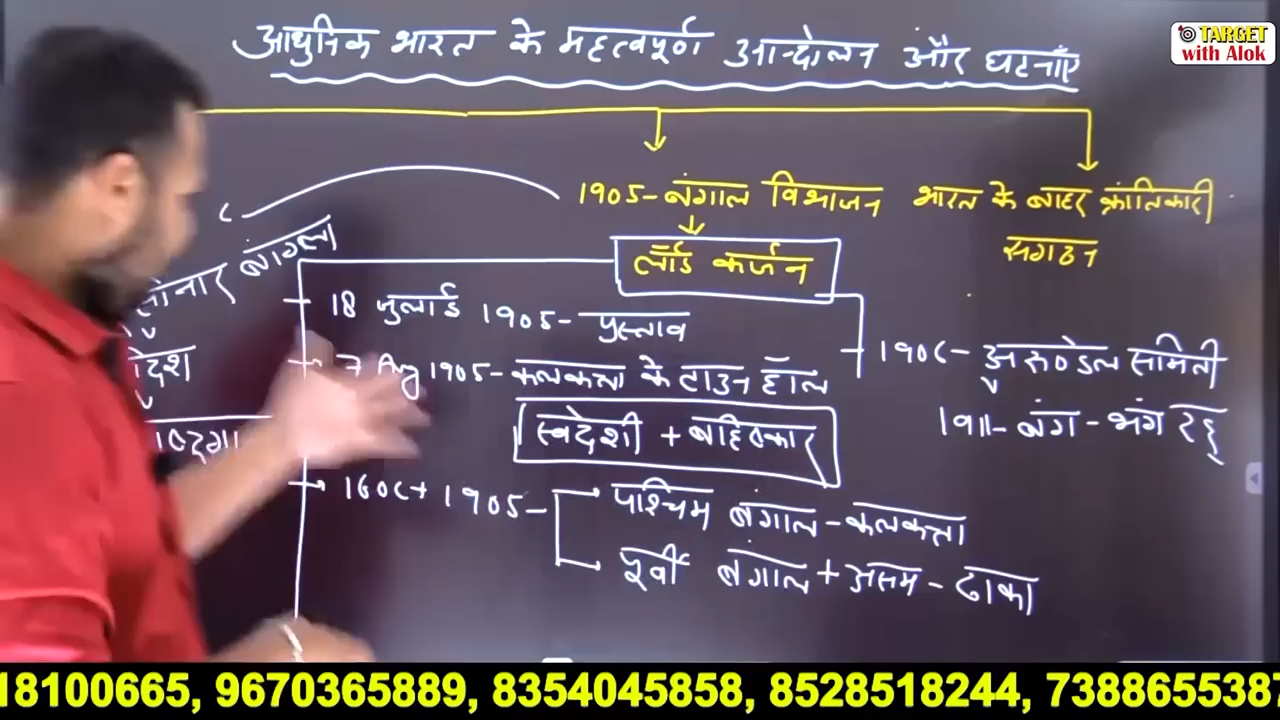 आधुनिक भारत के महत्वपूर्ण आन्दोलन और घटनाएँ
TARGET
with Alok
1905-बंगाल विभाजन
भारत के बाहर क्रांतिकारी
संगठन
लॉर्ड कर्जन
सोनार बांग्ला
18 जुलाई 1905- प्रस्ताव
7 Aug 1905- कलकत्ता के टाउन हॉल
स्वदेशी + बहिष्कार
1906- अरुण्डेल समिती
1911- बंग-भंग रद्द
16 Oct 1905-
पश्चिम बंगाल - कलकत्ता
पूर्वी बंगाल + असम - ढाका
18100665, 9670365889, 8354045858, 8528518244, 738865538